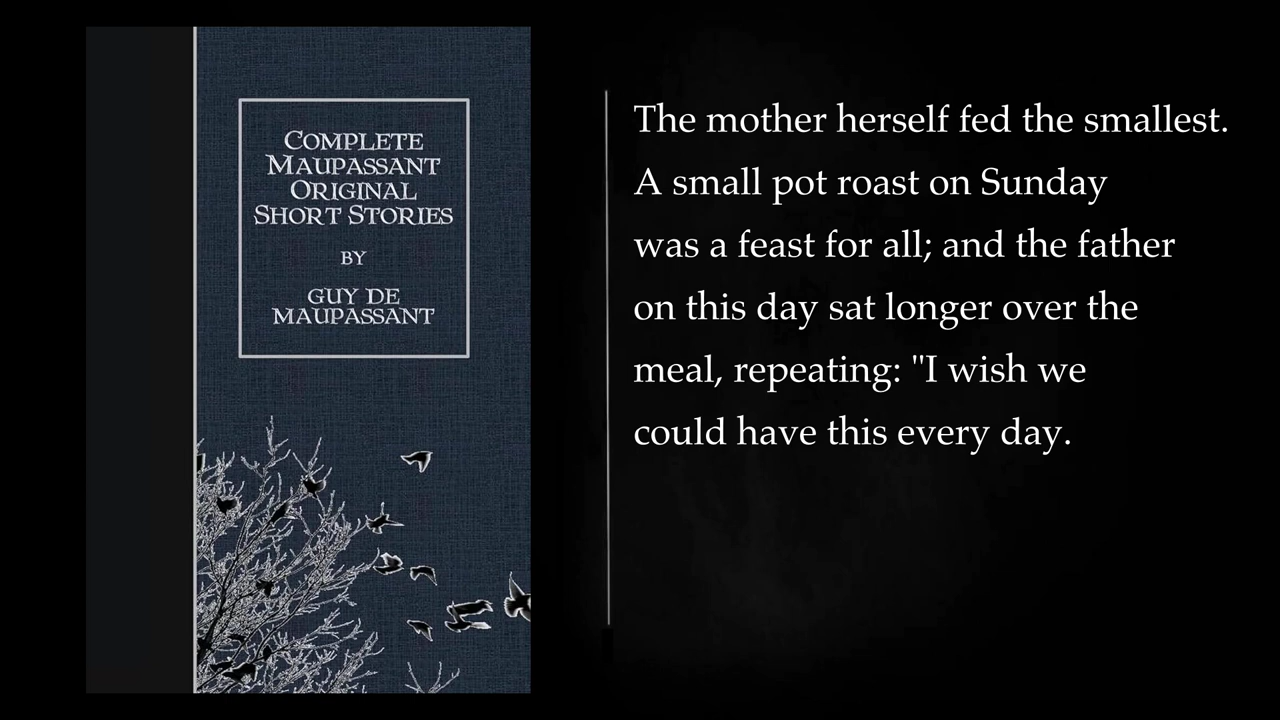 COMPLETE
MAUPASSANT
ORIGINAL
SHORT STORIES
BY
GUY DE
MAUPASSANT
The mother herself fed the smallest.
A small pot roast on Sunday
was a feast for all; and the father
on this day sat longer over the
meal, repeating: "I wish we
could have this every day.